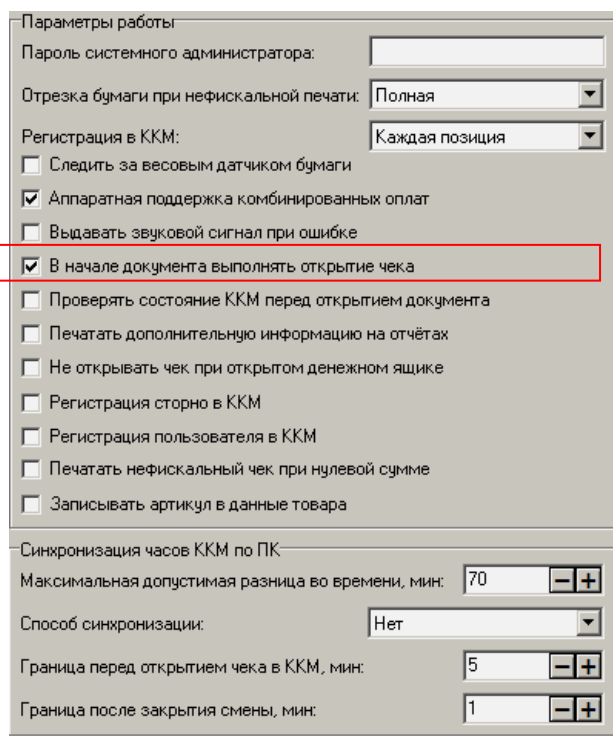 Параметры работы
Пароль системного администратора:
Отрезка бумаги при нефискальной печати: Полная
Регистрация в ККМ: Каждая позиция
Следить за весовым датчиком бумаги
Аппаратная поддержка комбинированных оплат
Выдавать звуковой сигнал при ошибке
В начале документа выполнять открытие чека
Проверять состояние ККМ перед открытием документа
Печатать дополнительную информацию на отчётах
Не открывать чек при открытом денежном ящике
Регистрация сторно в ККМ
Регистрация пользователя в ККМ
Печатать нефискальный чек при нулевой сумме
Записывать артикул в данные товара
Синхронизация часов ККМ по ПК
Максимальная допустимая разница во времени, мин: 70
Способ синхронизации: Нет
Граница перед открытием чека в ККМ, мин: 5
Граница после закрытия смены, мин: 1